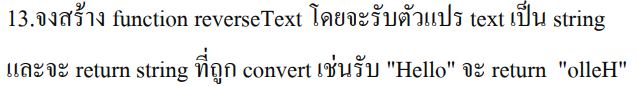 13.จงสร้าง function reverseText โดยจะรับตัวแปร text เป็น string
และจะ return string ที่ถูก convert เช่นรับ "Hello" จะ return  "olleH"